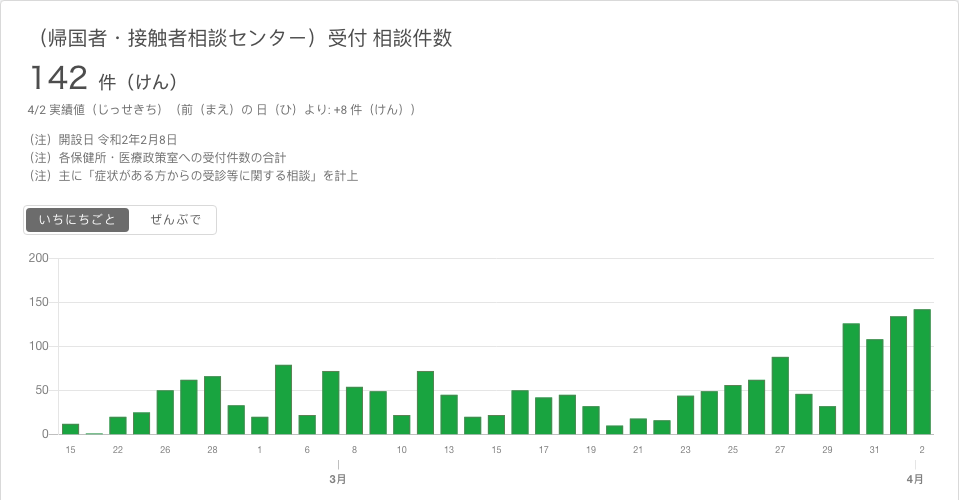 （帰国者・接触者相談センター）受付 相談件数
142 件（けん）
4/2 実績値（じっせきち）（前（まえ）の 日（ひ）より: +8 件（けん））
（注）開設日 令和2年2月8日
（注）各保健所・医療政策室への受付件数の合計
（注）主に「症状がある方からの受診等に関する相談」を計上
いちにちごと ぜんぶで
200
150
100
50
0
15 22 26 28 1 6 8 10 13 15 17 19 21 23 25 27 29 31 2
3月 4月